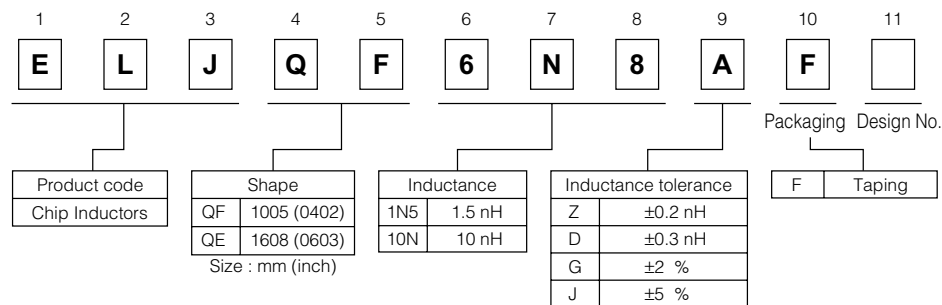 1 2 3 4 5 6 7 8 9 10 11
E L J Q F 6 N 8 A F
Packaging Design No.
Product code
Chip Inductors
Shape
QF 1005 (0402)
QE 1608 (0603)
Size : mm (inch)
Inductance
1N5 1.5 nH
10N 10 nH
Inductance tolerance
Z ±0.2 nH
D ±0.3 nH
G ±2 %
J ±5 %
F Taping